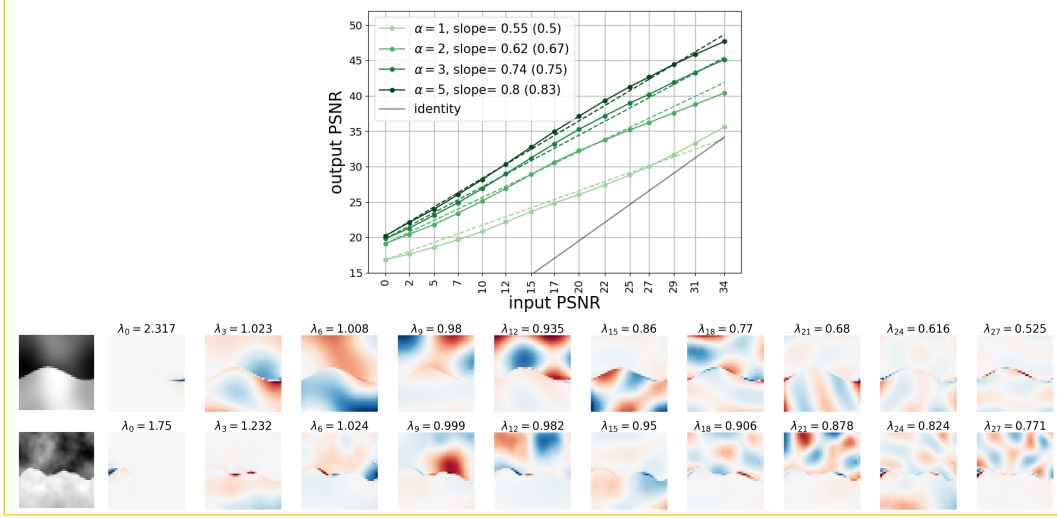 50
45
40
35
30
25
20
15
output PSNR
α = 1, slope= 0.55 (0.5)
α = 2, slope= 0.62 (0.67)
α = 3, slope= 0.74 (0.75)
α = 5, slope= 0.8 (0.83)
identity
0 2 5 7 10 12 15 17 20 22 25 27 29 31 34
input PSNR
λ₀ = 2.317 λ₃ = 1.023 λ₆ = 1.008 λ₉ = 0.98 λ₁₂ = 0.935 λ₁₅ = 0.86 λ₁₈ = 0.77 λ₂₁ = 0.68 λ₂₄ = 0.616 λ₂₇ = 0.525
λ₀ = 1.75 λ₃ = 1.232 λ₆ = 1.024 λ₉ = 0.999 λ₁₂ = 0.982 λ₁₅ = 0.95 λ₁₈ = 0.906 λ₂₁ = 0.878 λ₂₄ = 0.824 λ₂₇ = 0.771